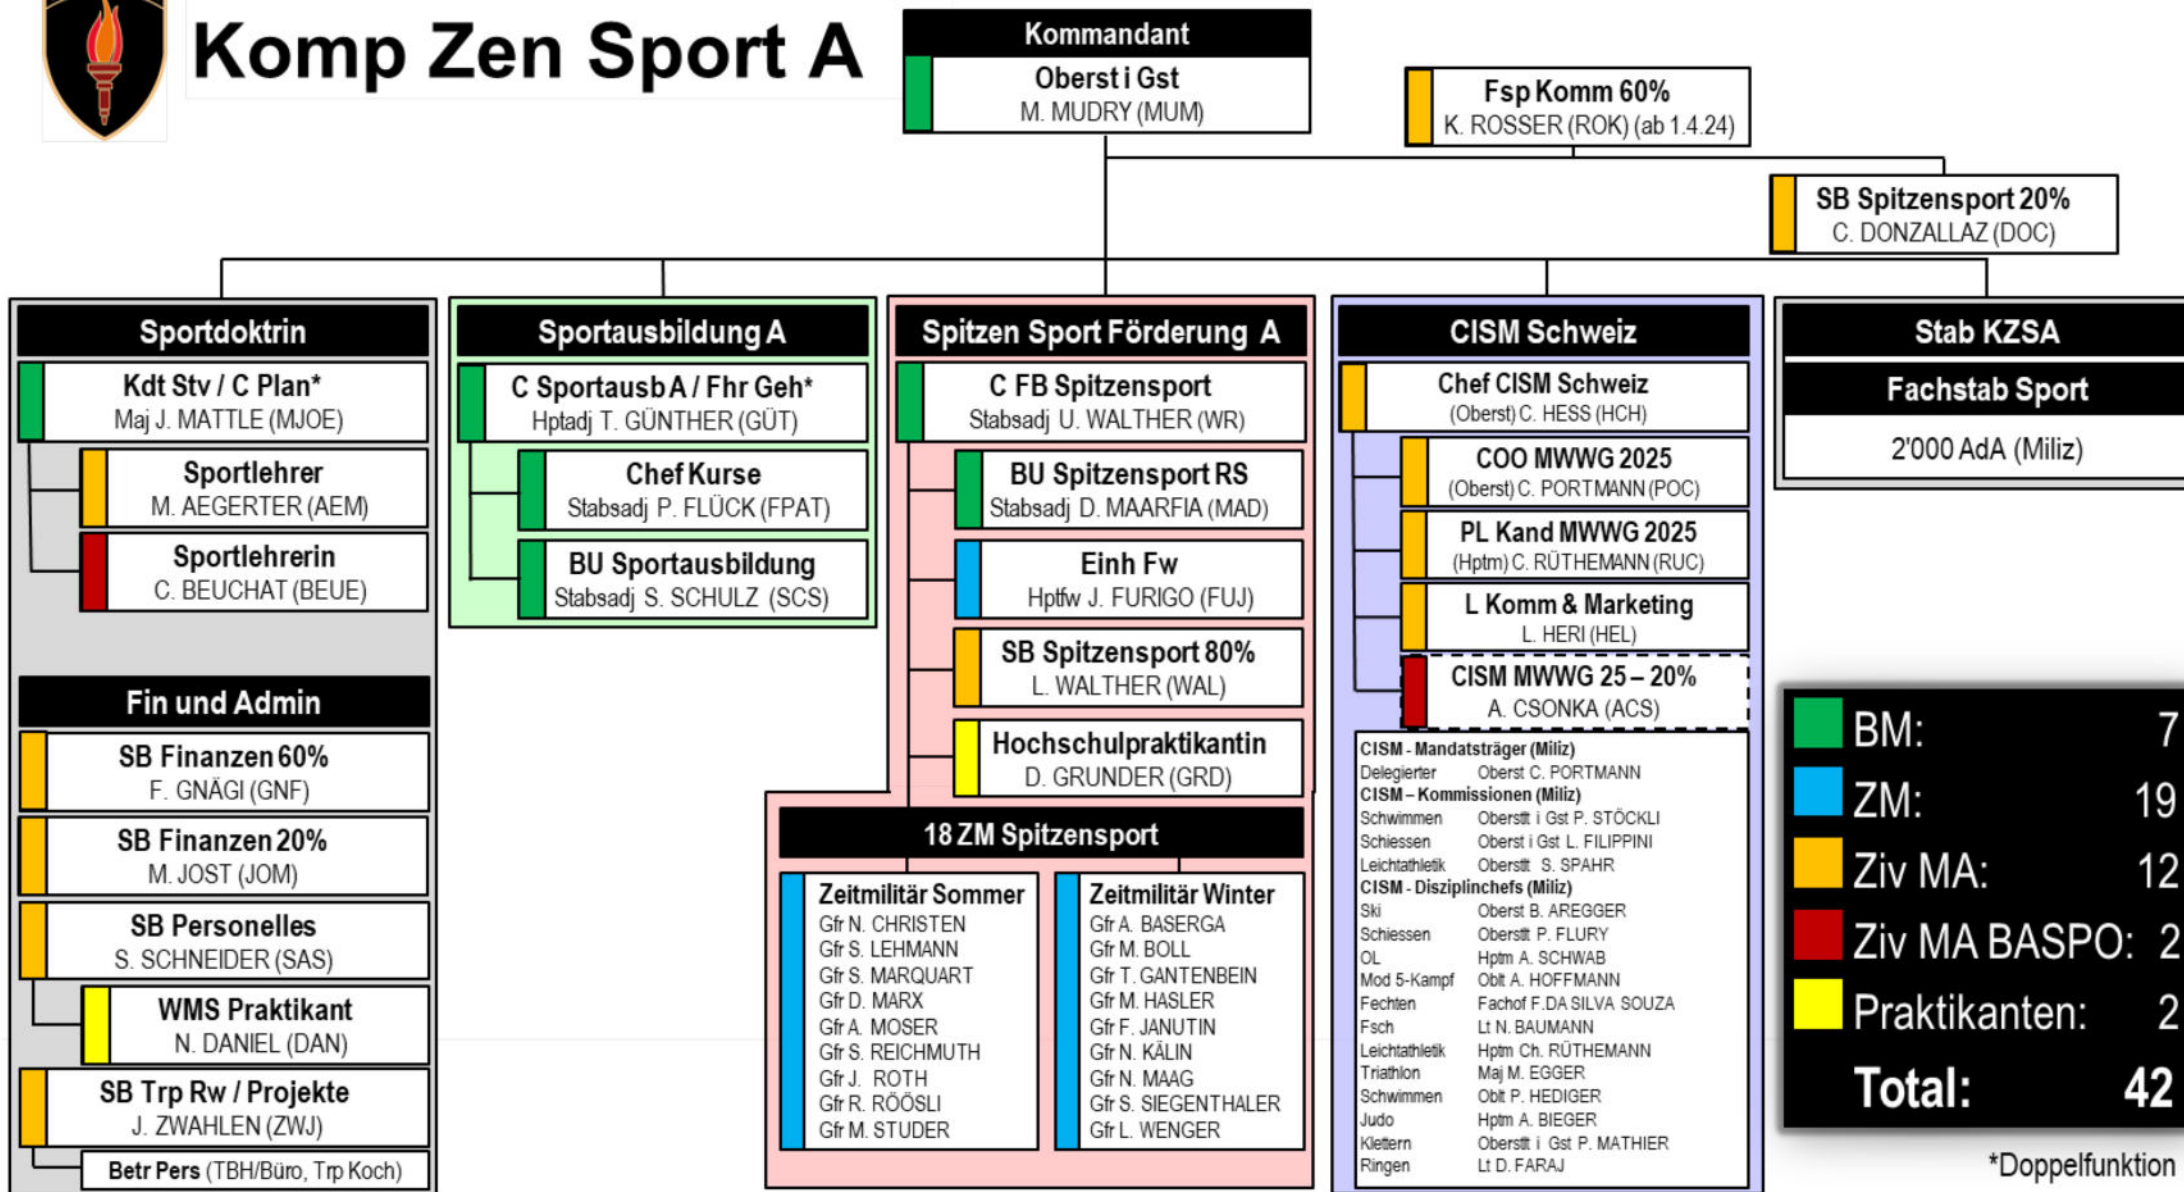 Komp Zen Sport A
Kommandant
Oberst i Gst
M. MUDRY (MUM)
Fsp Komm 60%
K. ROSSER (ROK) (ab 1.4.24)
SB Spitzensport 20%
C. DONZALLAZ (DOC)
Sportdoktrin
Kdt Stv / C Plan*
Maj J. MATTLE (MJOE)
Sportlehrer
M. AEGERTER (AEM)
Sportlehrerin
C. BEUCHAT (BEUE)
Fin und Admin
SB Finanzen 60%
F. GNÄGI (GNF)
SB Finanzen 20%
M. JOST (JOM)
SB Personelles
S. SCHNEIDER (SAS)
WMS Praktikant
N. DANIEL (DAN)
SB Trp Rw / Projekte
J. ZWAHLEN (ZWJ)
Betr Pers (TBH/Büro, Trp Koch)
Sportausbildung A
C Sportausb A / Fhr Geh*
Hptadj T. GÜNTHER (GÜT)
Chef Kurse
Stabsadj P. FLÜCK (FPAT)
BU Sportausbildung
Stabsadj S. SCHULZ (SCS)
Spitzen Sport Förderung A
C FB Spitzensport
Stabsadj U. WALTHER (WR)
BU Spitzensport RS
Stabsadj D. MAARFIA (MAD)
Einh Fw
Hptfw J. FURIGO (FUJ)
SB Spitzensport 80%
L. WALTHER (WAL)
Hochschulpraktikantin
D. GRUNDER (GRD)
18 ZM Spitzensport
Zeitmilitär Sommer
Gfr N. CHRISTEN
Gfr S. LEHMANN
Gfr S. MARQUART
Gfr D. MARX
Gfr A. MOSER
Gfr S. REICHMUTH
Gfr J. ROTH
Gfr R. RÖÖSLI
Gfr M. STUDER
Zeitmilitär Winter
Gfr A. BASERGA
Gfr M. BOLL
Gfr T. GANTENBEIN
Gfr M. HASLER
Gfr F. JANUTIN
Gfr N. KÄLIN
Gfr N. MAAG
Gfr S. SIEGENTHALER
Gfr L. WENGER
CISM Schweiz
Chef CISM Schweiz
(Oberst) C. HESS (HCH)
COO MWWG 2025
(Oberst) C. PORTMANN (POC)
PL Kand MWWG 2025
(Hptm) C. RÜTHEMANN (RUC)
L Komm & Marketing
L. HERI (HEL)
CISM MWWG 25 – 20%
A. CSONKA (ACS)
CISM - Mandatsträger (Miliz)
Delegierter Oberst C. PORTMANN
CISM – Kommissionen (Miliz)
Schwimmen Oberstlt i Gst P. STÖCKLI
Schiessen Oberst i Gst L. FILIPPINI
Leichtathletik Oberstlt S. SPAHR
CISM - Disziplinchefs (Miliz)
Ski Oberst B. AREGGER
Schiessen Oberstlt P. FLURY
OL Hptm A. SCHWAB
Mod 5-Kampf Oblt A. HOFFMANN
Fechten Fachof F.DA SILVA SOUZA
Fsch Lt N. BAUMANN
Leichtathletik Hptm Ch. RÜTHEMANN
Triathlon Maj M. EGGER
Schwimmen Oblt P. HEDIGER
Judo Hptm A. BIEGER
Klettern Oberstlt i Gst P. MATHIER
Ringen Lt D. FARAJ
Stab KZSA
Fachstab Sport
2'000 AdA (Miliz)
BM: 7
ZM: 19
Ziv MA: 12
Ziv MA BASPO: 2
Praktikanten: 2
Total: 42
*Doppelfunktion